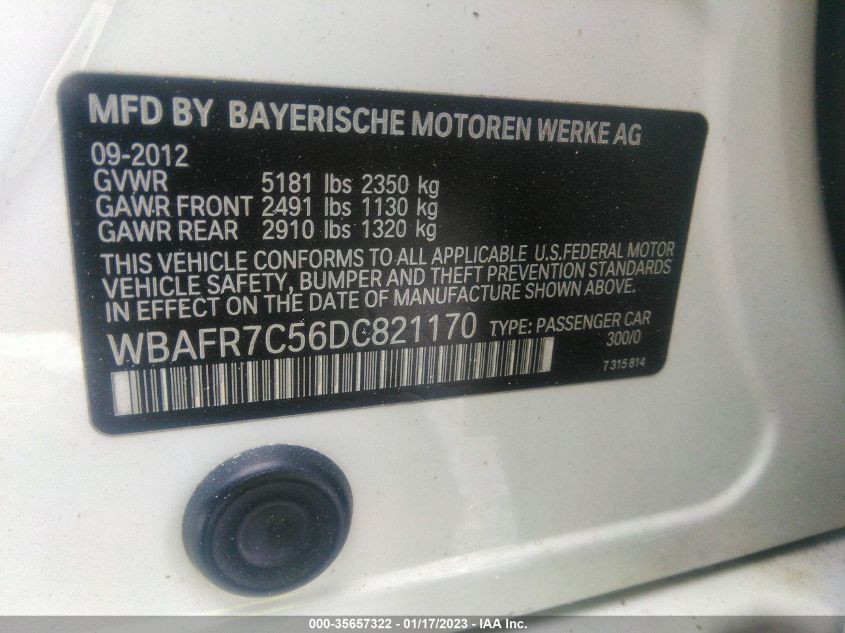 MFD BY BAYERISCHE MOTOREN WERKE AG
09-2012
GVWR 5181 lbs 2350 kg
GAWR FRONT 2491 lbs 1130 kg
GAWR REAR 2910 lbs 1320 kg
THIS VEHICLE CONFORMS TO ALL APPLICABLE U.S.FEDERAL MOTOR
VEHICLE SAFETY, BUMPER AND THEFT PREVENTION STANDARDS
IN EFFECT ON THE DATE OF MANUFACTURE SHOWN ABOVE.
WBAFR7C56DC821170 TYPE: PASSENGER CAR
300/0
7 315 814
000-35657322 - 01/17/2023 - IAA Inc.